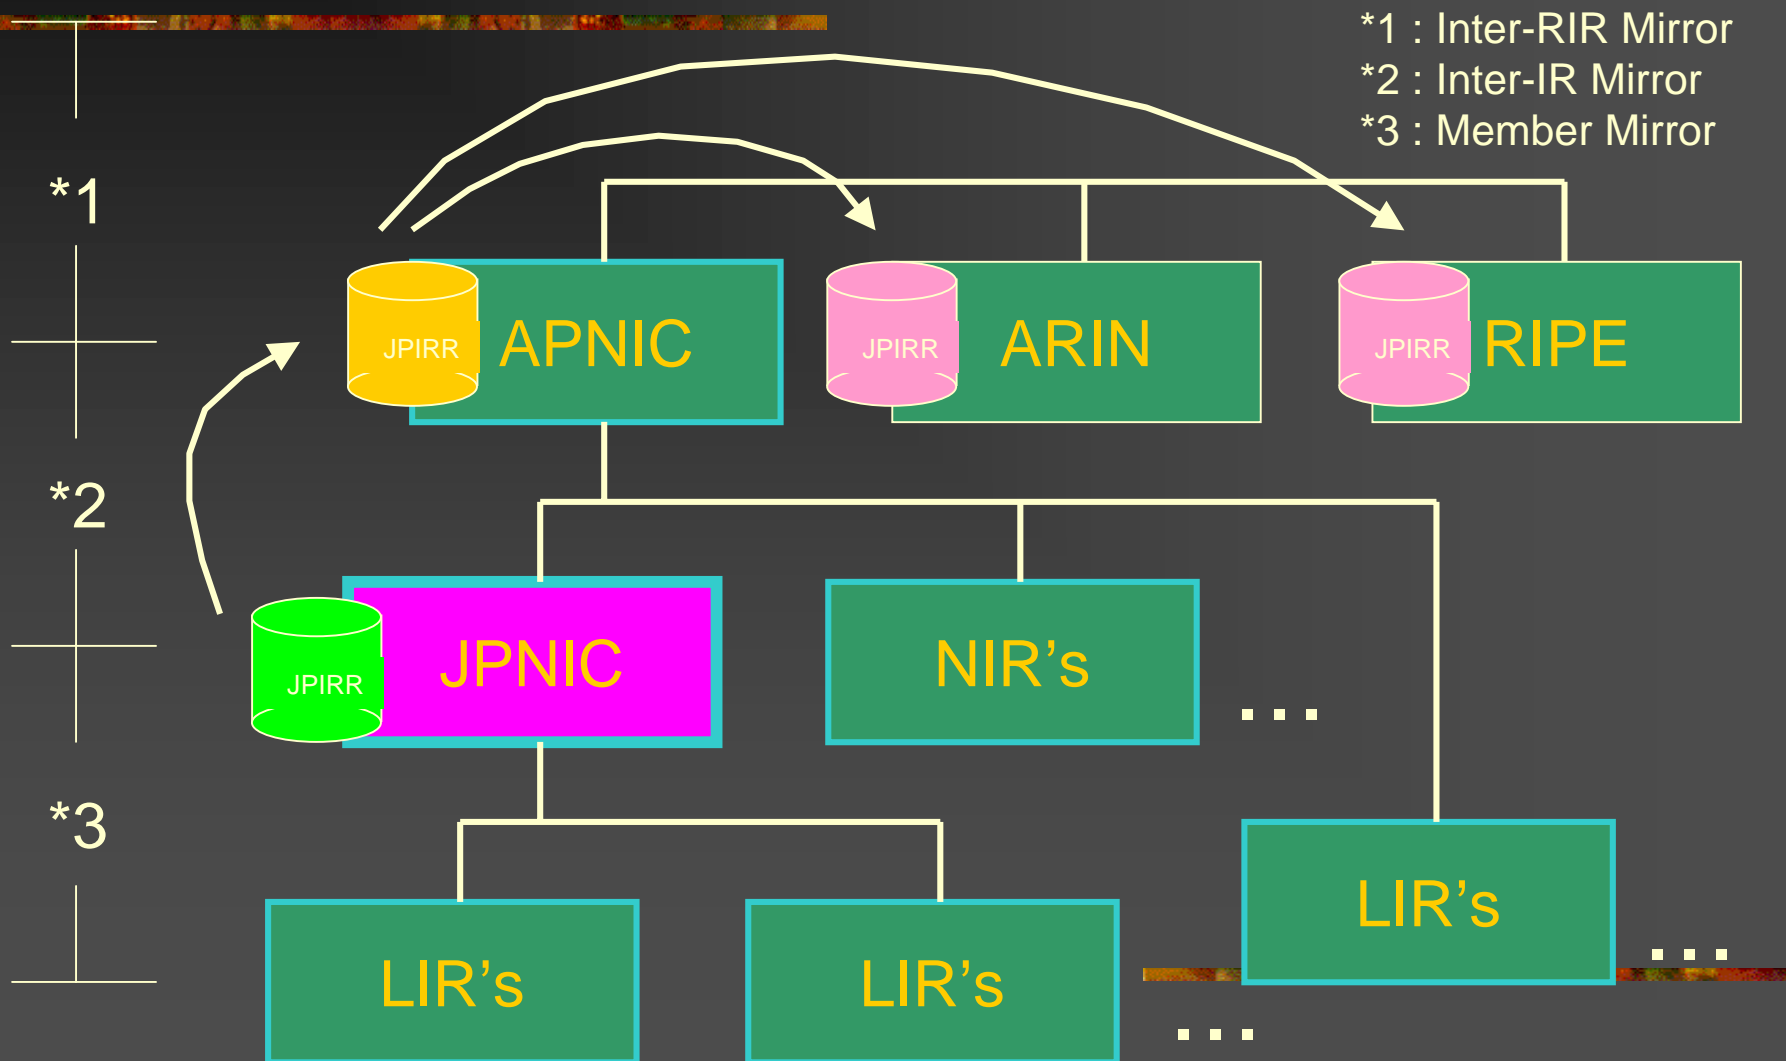 *1 : Inter-RIR Mirror
*2 : Inter-IR Mirror
*3 : Member Mirror
*1
JPIRR
APNIC
JPIRR
ARIN
JPIRR
RIPE
*2
JPIRR
JPNIC
NIR’s
...
*3
LIR’s
...
LIR’s
LIR’s
...